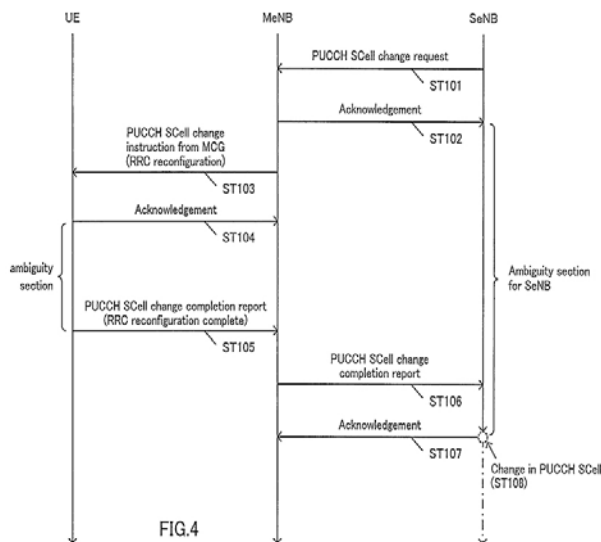 UE
MeNB
SeNB
PUCCH SCell change request
ST101
Acknowledgement
ST102
PUCCH SCell change
instruction from MCG
(RRC reconfiguration)
ST103
Acknowledgement
ST104
ambiguity
section
Ambiguity section
for SeNB
PUCCH SCell change completion report
(RRC reconfiguration complete)
ST105
PUCCH SCell change
completion report
ST106
Acknowledgement
ST107
Change in PUCCH SCell
(ST108)
FIG.4